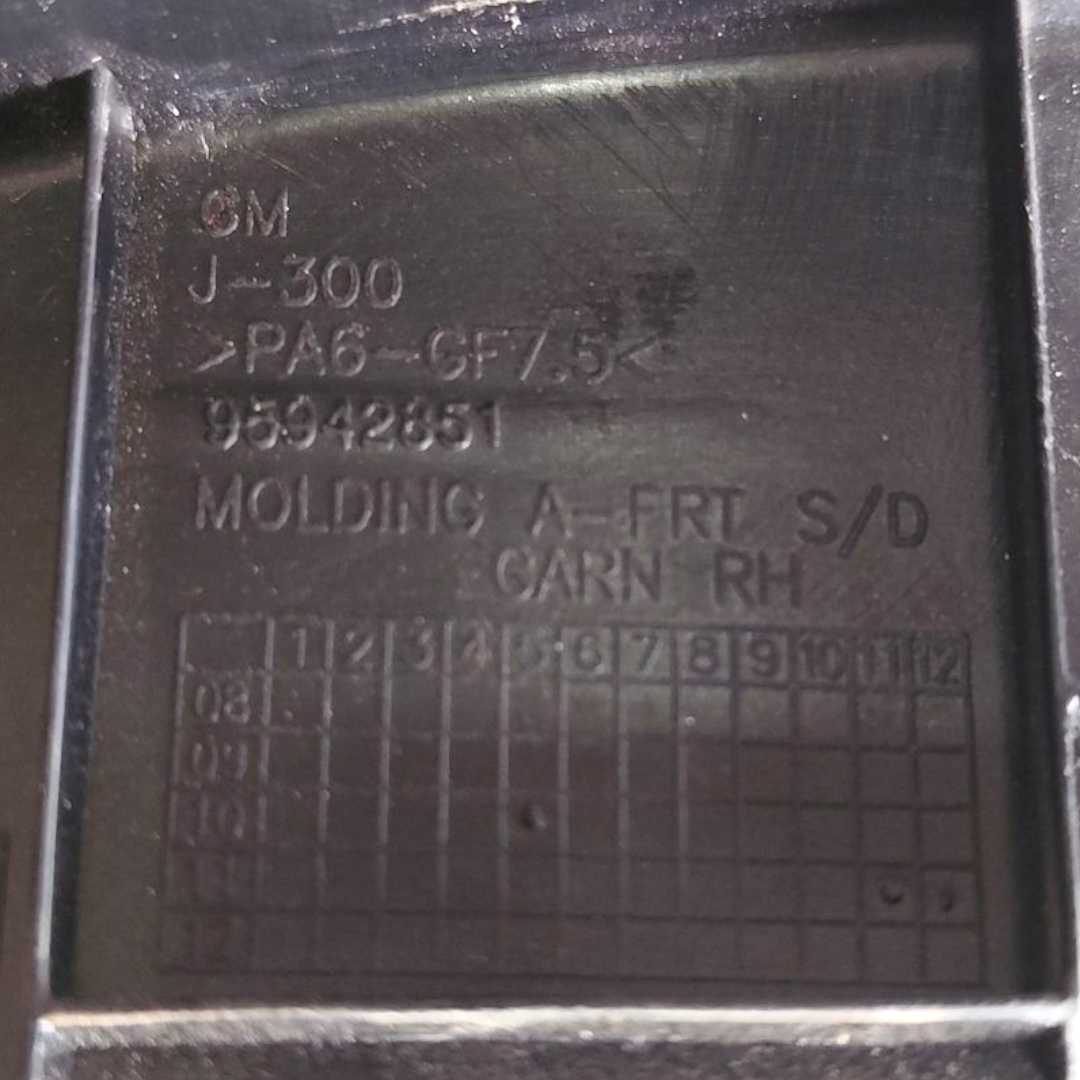 GM
J-300
>PA6-GF7.5<
95942651
MOLDING A-FRT S/D
GARN RH
1 2 3 4 5 6 7 8 9 10 11 12
08
09
10
12